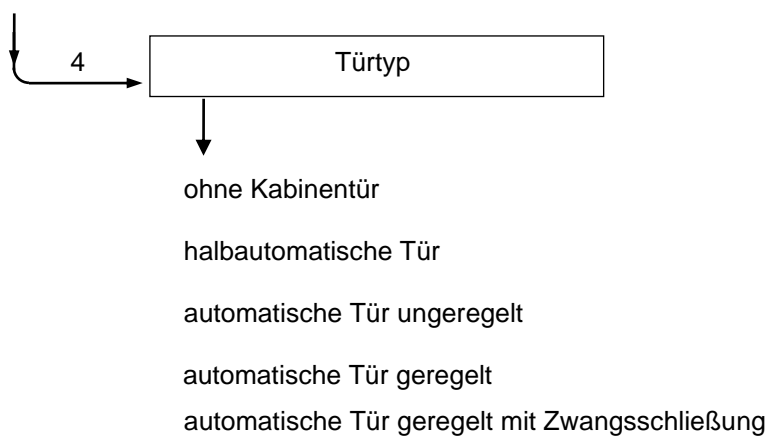 4
Türtyp
ohne Kabinentür
halbautomatische Tür
automatische Tür ungeregelt
automatische Tür geregelt
automatische Tür geregelt mit Zwangsschließung